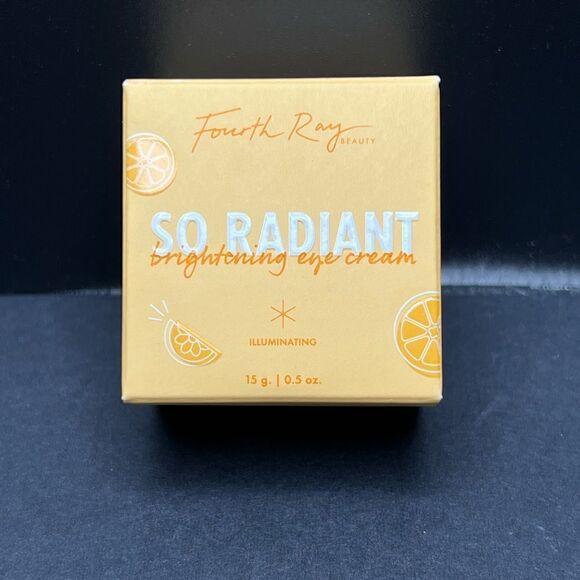 Fourth Ray
BEAUTY
SO RADIANT
brightening eye cream
ILLUMINATING
15 g. | 0.5 oz.